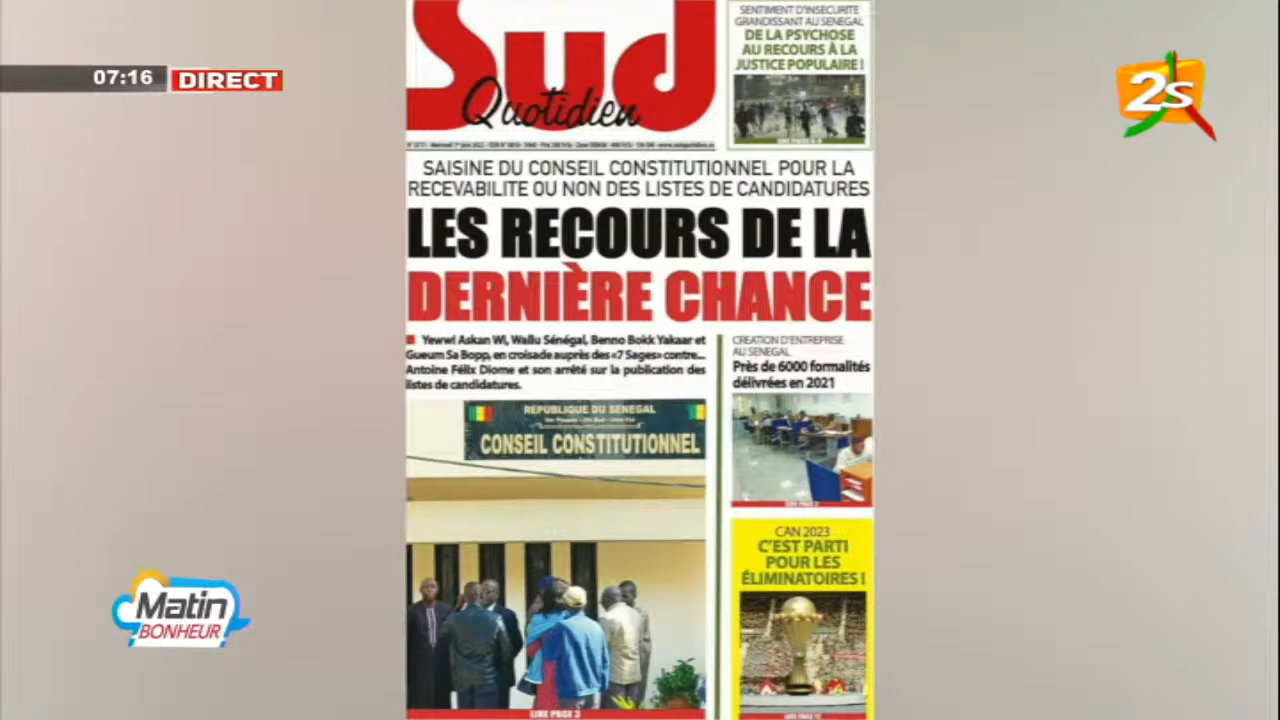 07:16 DIRECT
2s
Sud
Quotidien
SENTIMENT D'INSECURITE
GRANDISSANT AU SENEGAL
DE LA PSYCHOSE
AU RECOURS À LA
JUSTICE POPULAIRE !
SAISINE DU CONSEIL CONSTITUTIONNEL POUR LA
RECEVABILITE OU NON DES LISTES DE CANDIDATURES
LES RECOURS DE LA
DERNIÈRE CHANCE
Yewwi Askan Wi, Wallu Sénégal, Benno Bokk Yakaar et
Gueum Sa Bopp, en croisade auprès des «7 Sages» contre...
Antoine Félix Diome et son arrêté sur la publication des
listes de candidatures.
REPUBLIQUE DU SENEGAL
CONSEIL CONSTITUTIONNEL
LIRE PAGE 3
CREATION D'ENTREPRISE
AU SENEGAL
Près de 6000 formalités
délivrées en 2021
CAN 2023
C'EST PARTI
POUR LES
ÉLIMINATOIRES !
Matin
BONHEUR